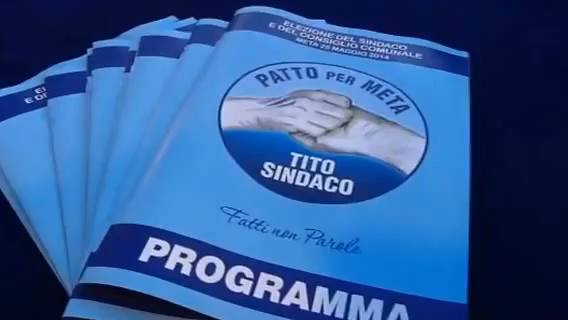 ELEZIONE DEL SINDACO
E DEL CONSIGLIO COMUNALE
META 25 MAGGIO 2014
PATTO PER META
TITO
SINDACO
Fatti non Parole
PROGRAMMA